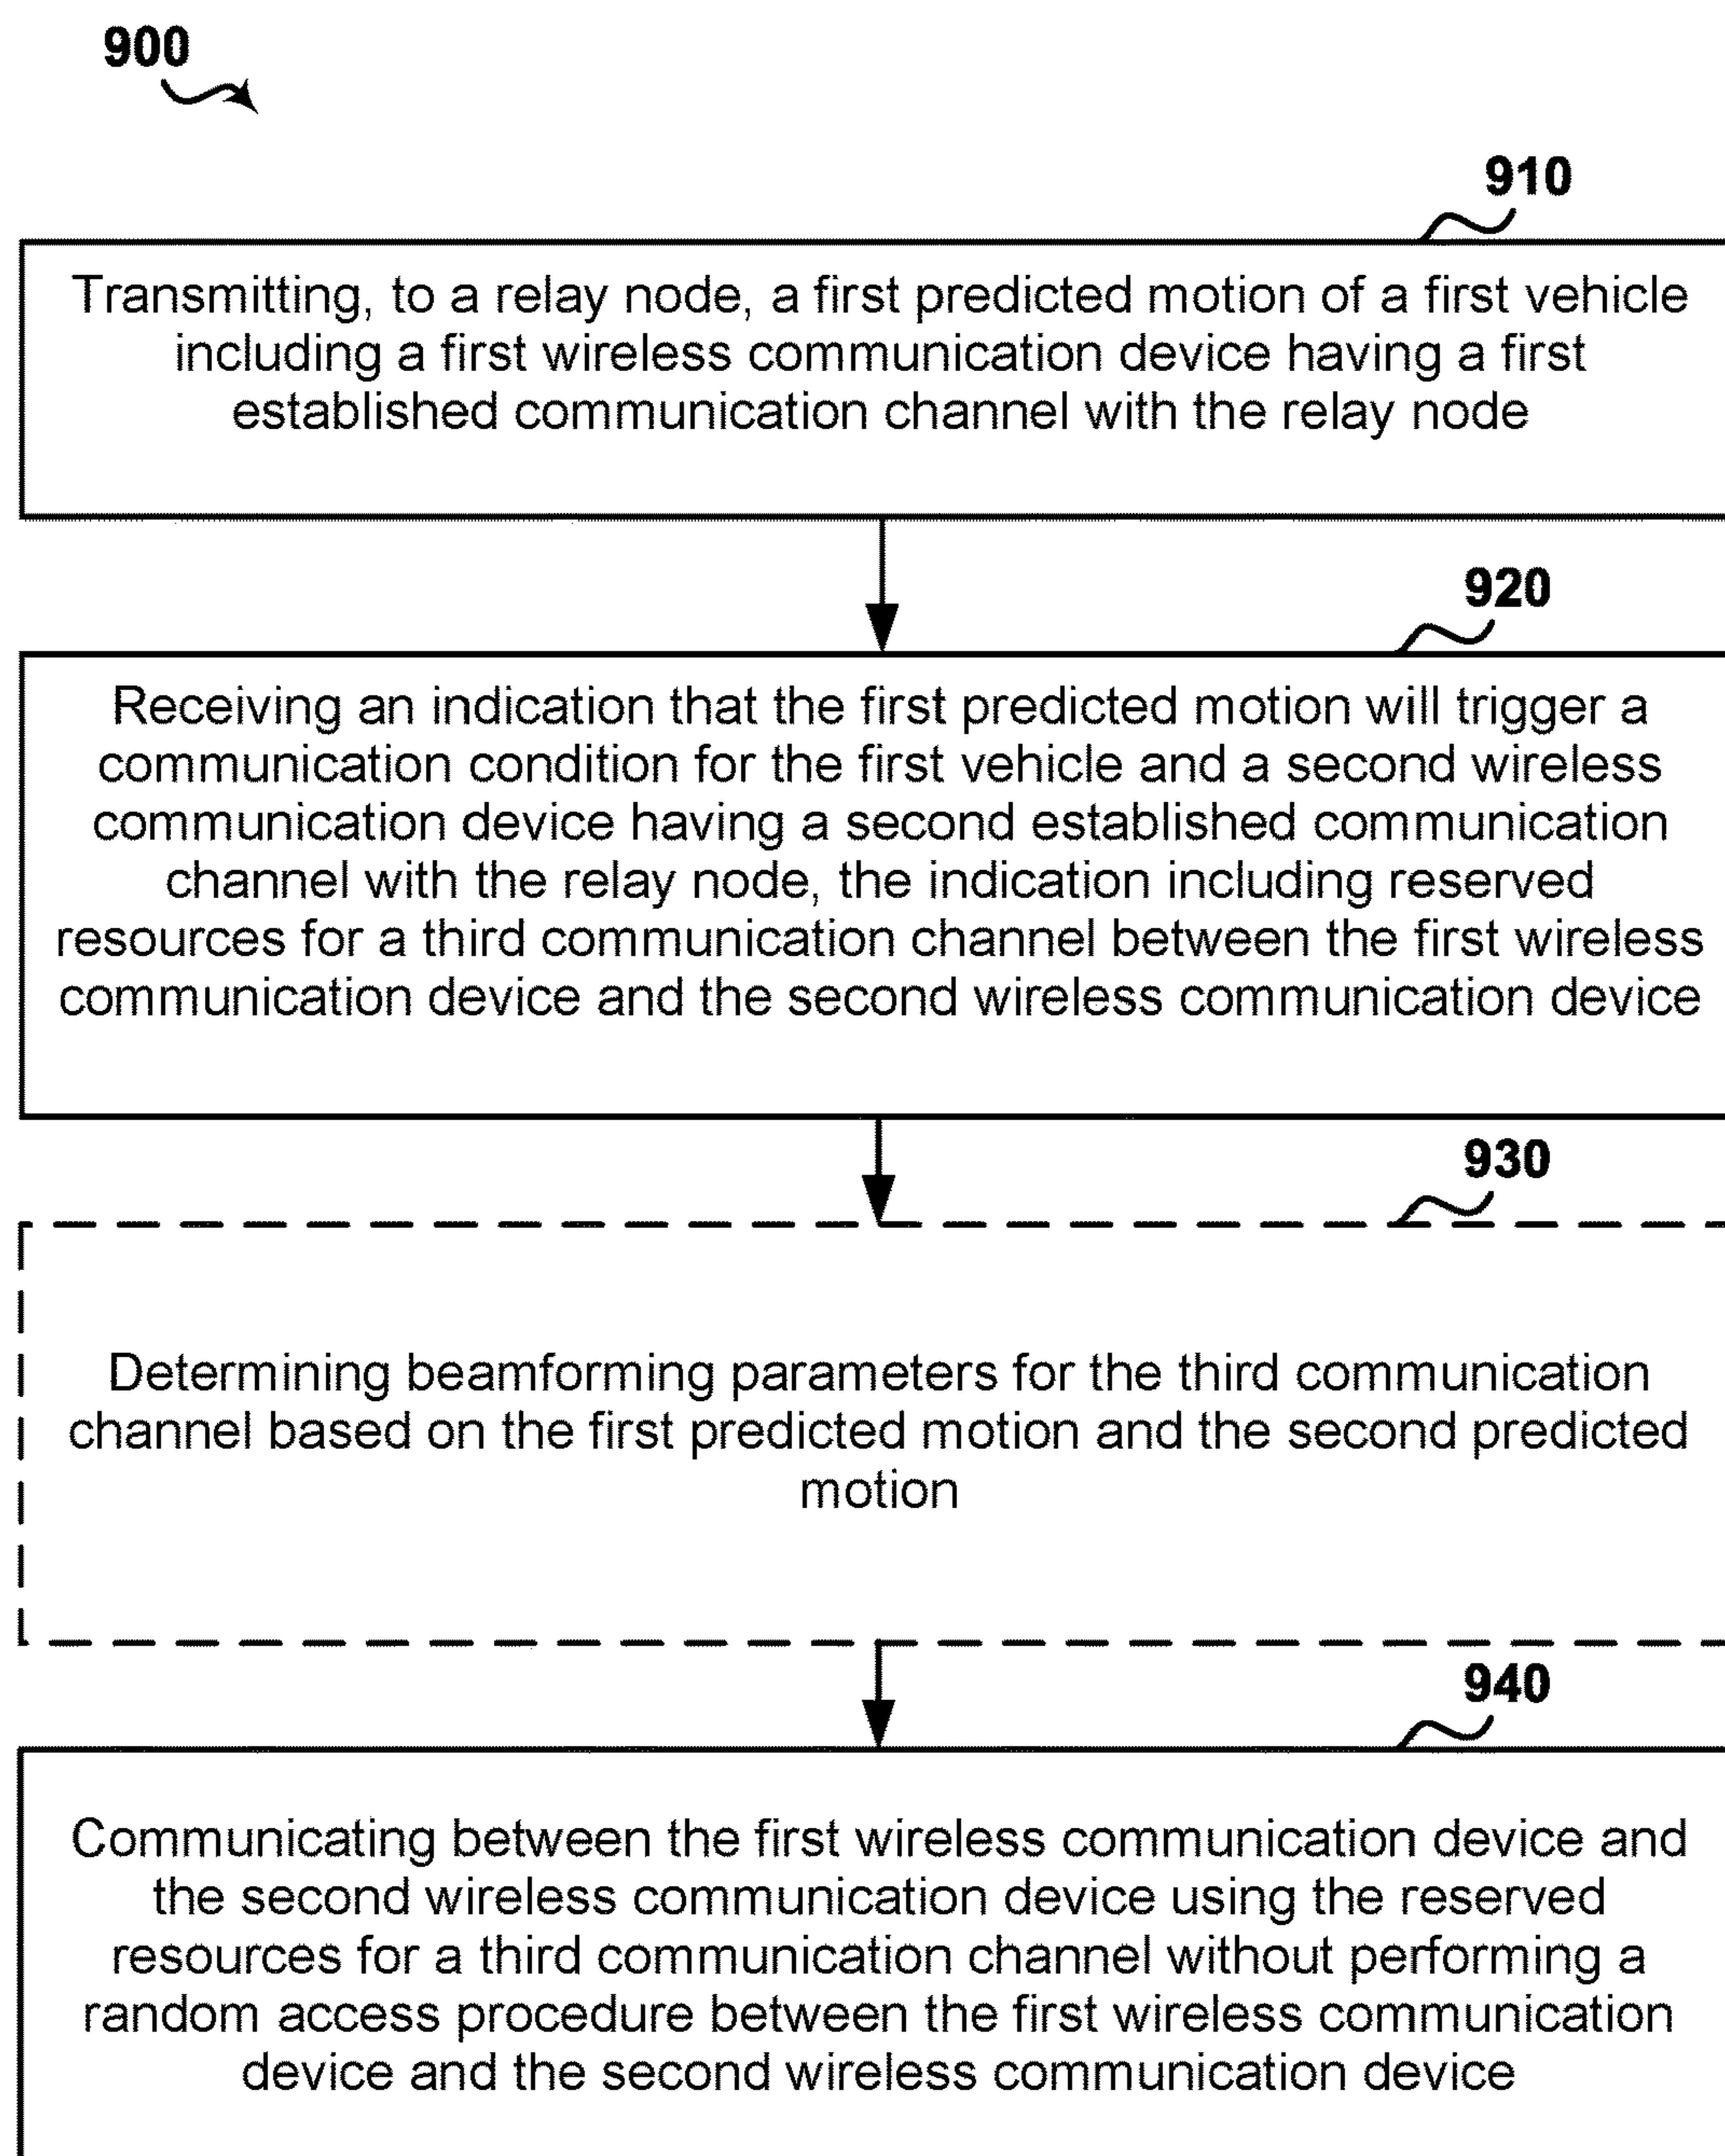 900
910
Transmitting, to a relay node, a first predicted motion of a first vehicle
including a first wireless communication device having a first
established communication channel with the relay node
920
Receiving an indication that the first predicted motion will trigger a
communication condition for the first vehicle and a second wireless
communication device having a second established communication
channel with the relay node, the indication including reserved
resources for a third communication channel between the first wireless
communication device and the second wireless communication device
930
Determining beamforming parameters for the third communication
channel based on the first predicted motion and the second predicted
motion
940
Communicating between the first wireless communication device and
the second wireless communication device using the reserved
resources for a third communication channel without performing a
random access procedure between the first wireless communication
device and the second wireless communication device